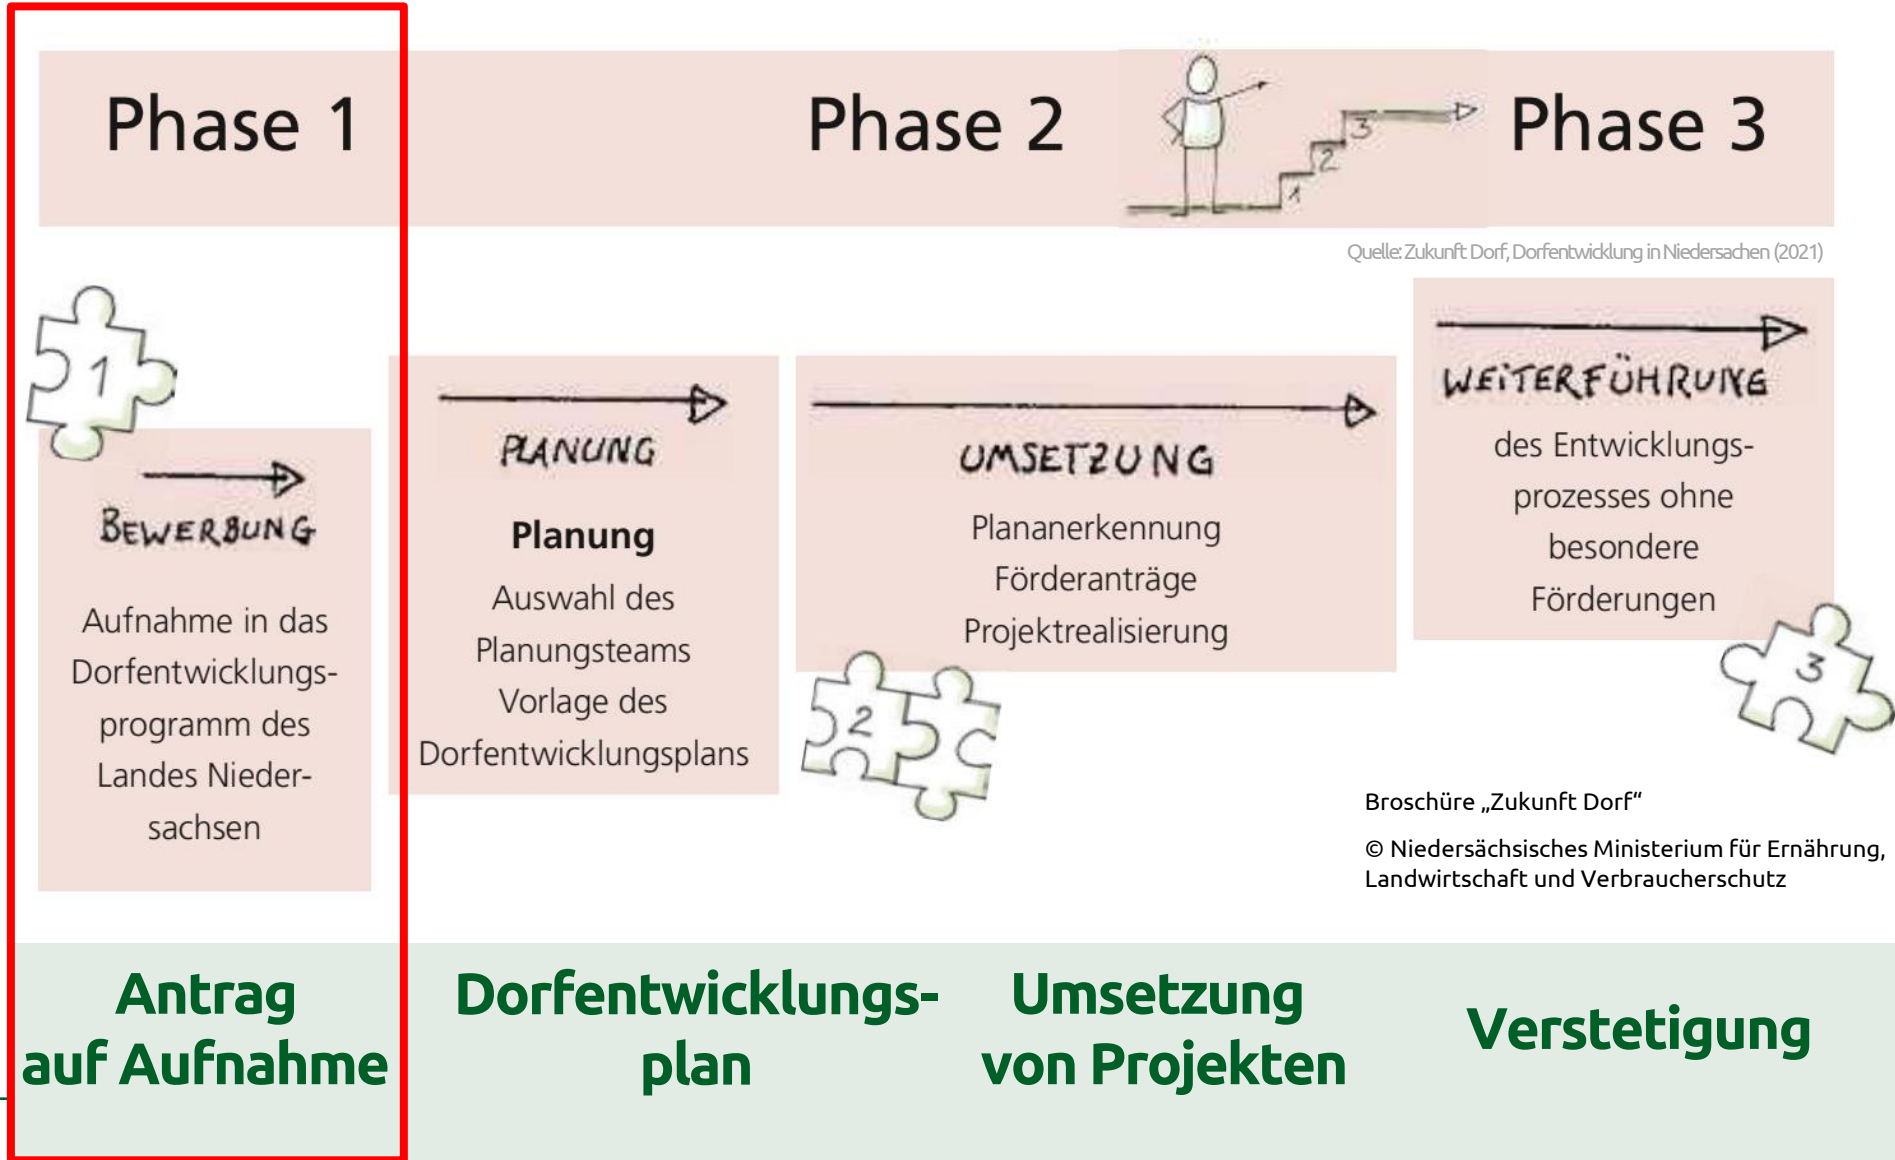 Phase 1
Phase 2
Phase 3
1
2
3
Quelle: Zukunft Dorf, Dorfentwicklung in Niedersachen (2021)
1
BEWERBUNG
Aufnahme in das
Dorfentwicklungs-
programm des
Landes Nieder-
sachsen
PLANUNG
Planung
Auswahl des
Planungsteams
Vorlage des
Dorfentwicklungsplans
UMSETZUNG
Plananerkennung
Förderanträge
Projektrealisierung
2
WEITERFÜHRUNG
des Entwicklungs-
prozesses ohne
besondere
Förderungen
3
Broschüre „Zukunft Dorf“
© Niedersächsisches Ministerium für Ernährung,
Landwirtschaft und Verbraucherschutz
Antrag
auf Aufnahme
Dorfentwicklungs-
plan
Umsetzung
von Projekten
Verstetigung